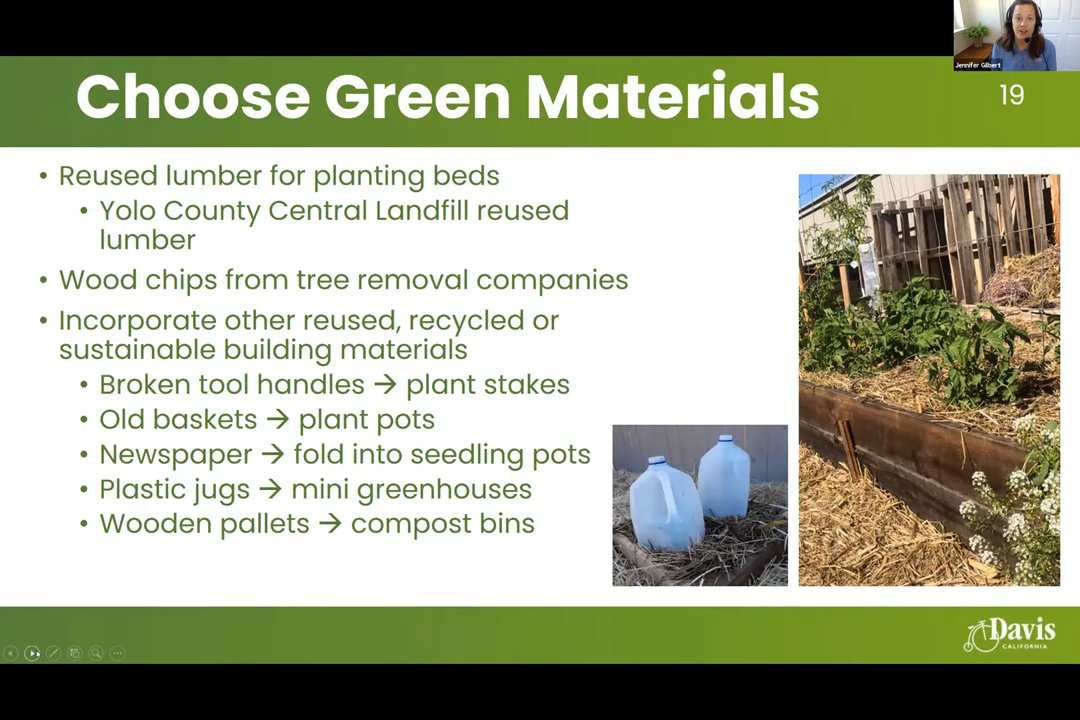 Jennifer Gilbert
Choose Green Materials
19
• Reused lumber for planting beds
• Yolo County Central Landfill reused
lumber
• Wood chips from tree removal companies
• Incorporate other reused, recycled or
sustainable building materials
• Broken tool handles → plant stakes
• Old baskets → plant pots
• Newspaper → fold into seedling pots
• Plastic jugs → mini greenhouses
• Wooden pallets → compost bins
Davis
CALIFORNIA